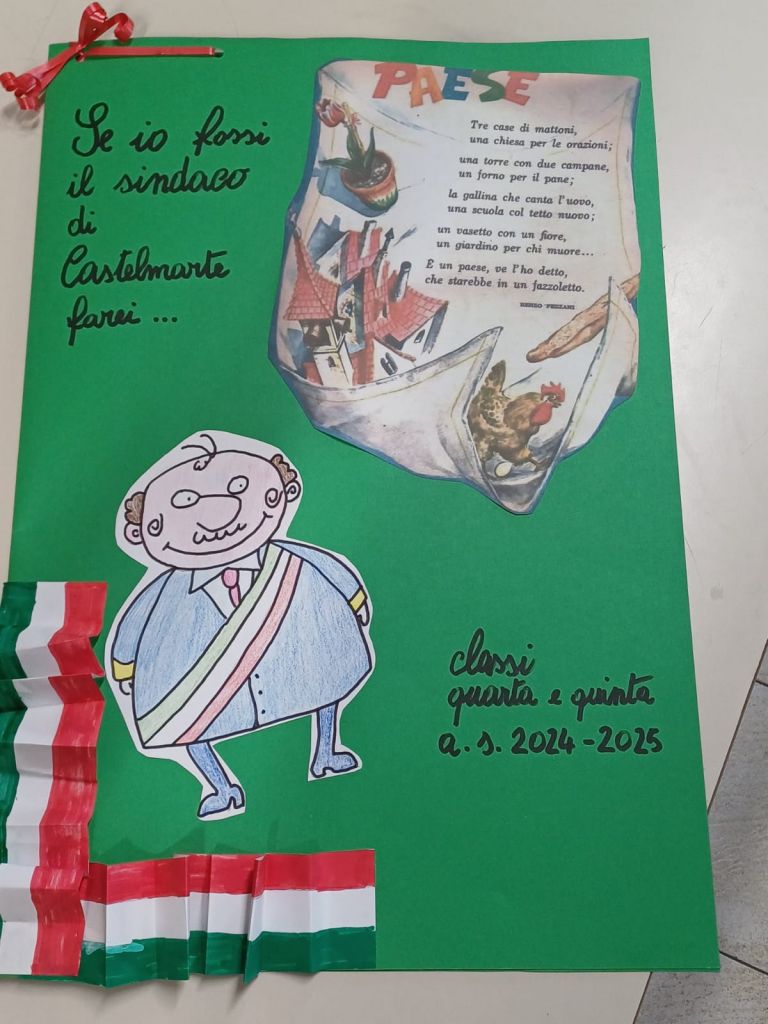 Se io fossi
il sindaco
di
Castelmarte
farei ...
PAESE
Tre case di mattoni,
una chiesa per le orazioni;
una torre con due campane,
un forno per il pane;
la gallina che canta l'uovo,
una scuola col tetto nuovo;
un vasetto con un fiore,
un giardino per chi muore...
E un paese, ve l'ho detto,
che starebbe in un fazzoletto.
RENZO PEZZANI
classi
quarta e quinta
a. s. 2024-2025